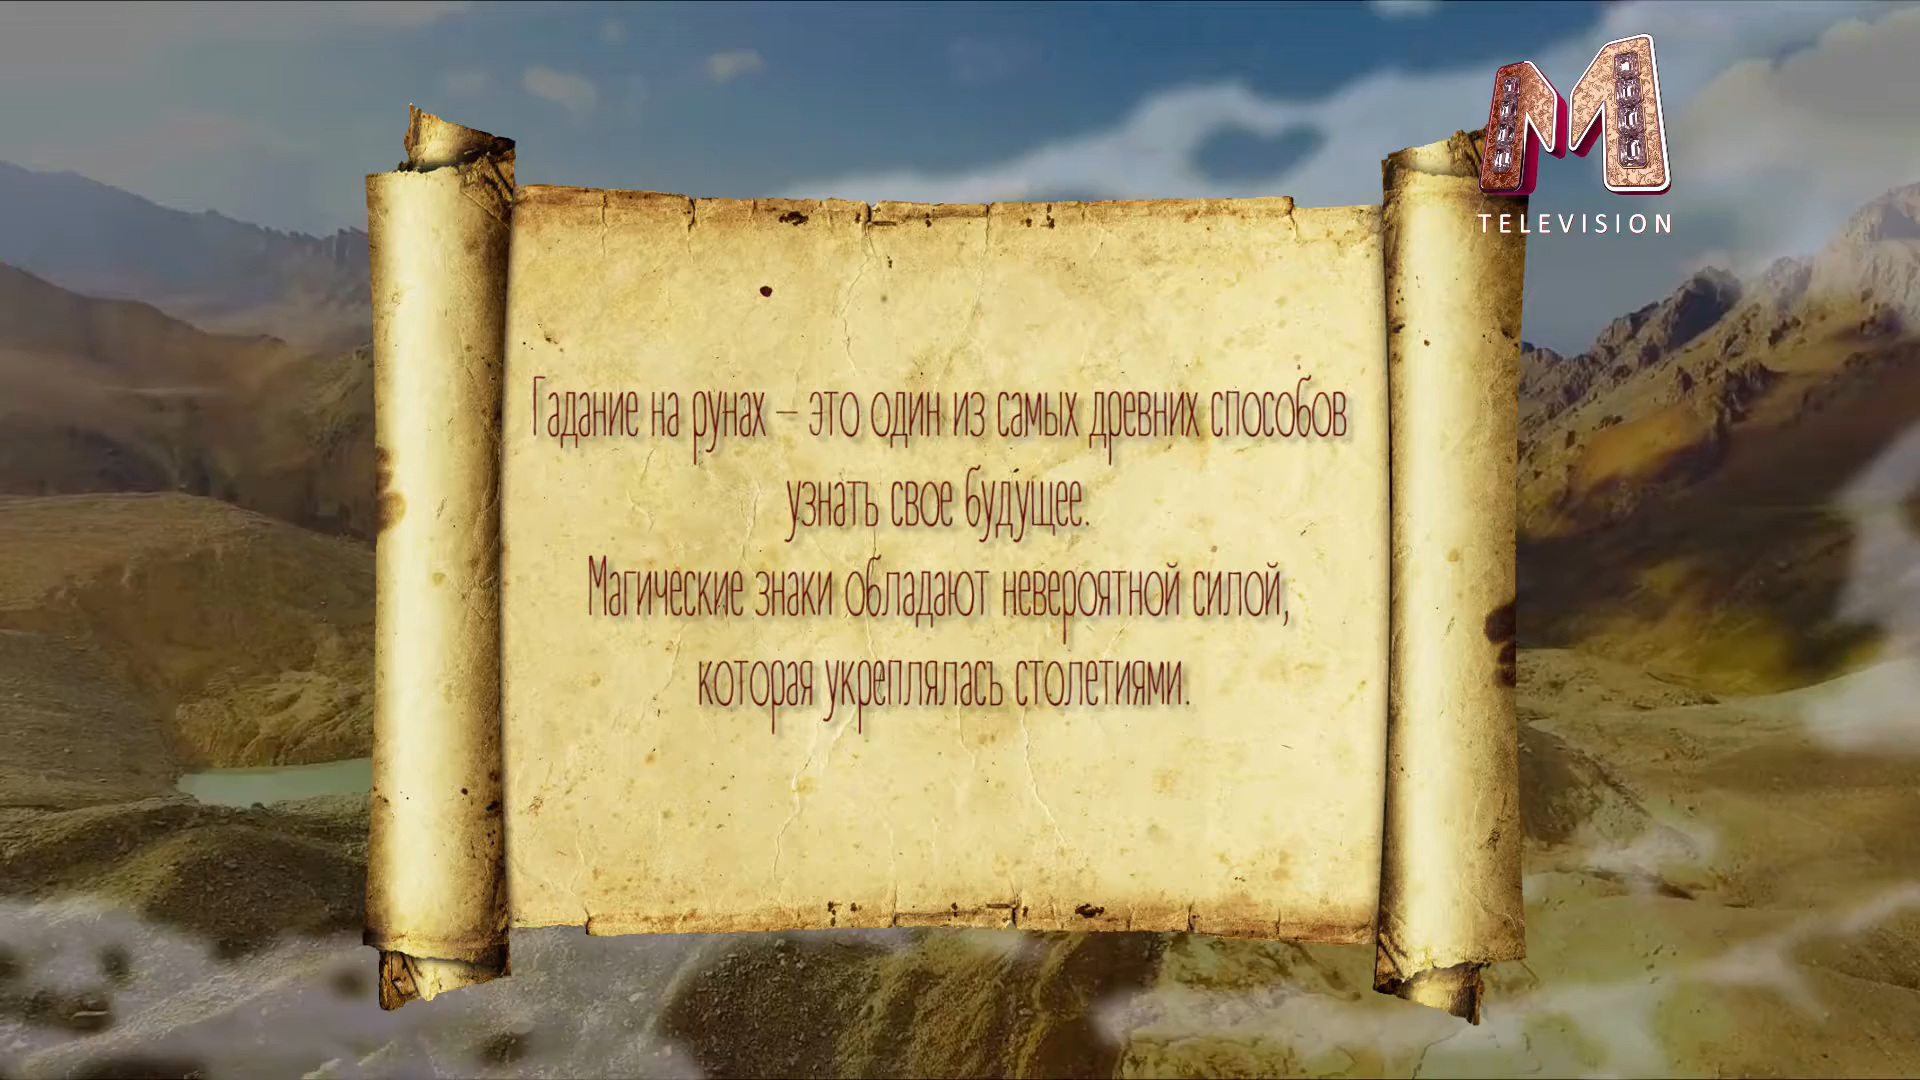 M
TELEVISION
Гадание на рунах – это один из самых древних способов
узнать свое будущее.
Магические знаки обладают невероятной силой,
которая укреплялась столетиями.